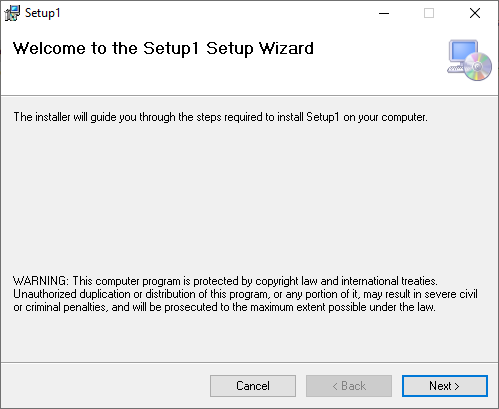 Setup1
Welcome to the Setup1 Setup Wizard
The installer will guide you through the steps required to install Setup1 on your computer.
WARNING: This computer program is protected by copyright law and international treaties.
Unauthorized duplication or distribution of this program, or any portion of it, may result in severe civil
or criminal penalties, and will be prosecuted to the maximum extent possible under the law.
Cancel
< Back
Next >